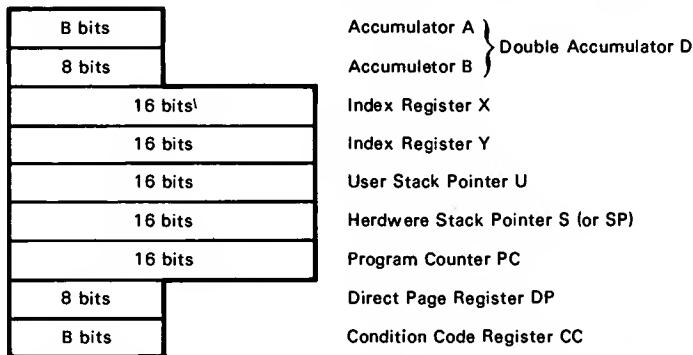 B bits Accumulator A
Double Accumulator D
8 bits Accumuletor B
16 bits\ Index Register X
16 bits Index Register Y
16 bits User Stack Pointer U
16 bits Herdwere Stack Pointer S (or SP)
16 bits Program Counter PC
8 bits Direct Page Register DP
B bits Condition Code Register CC